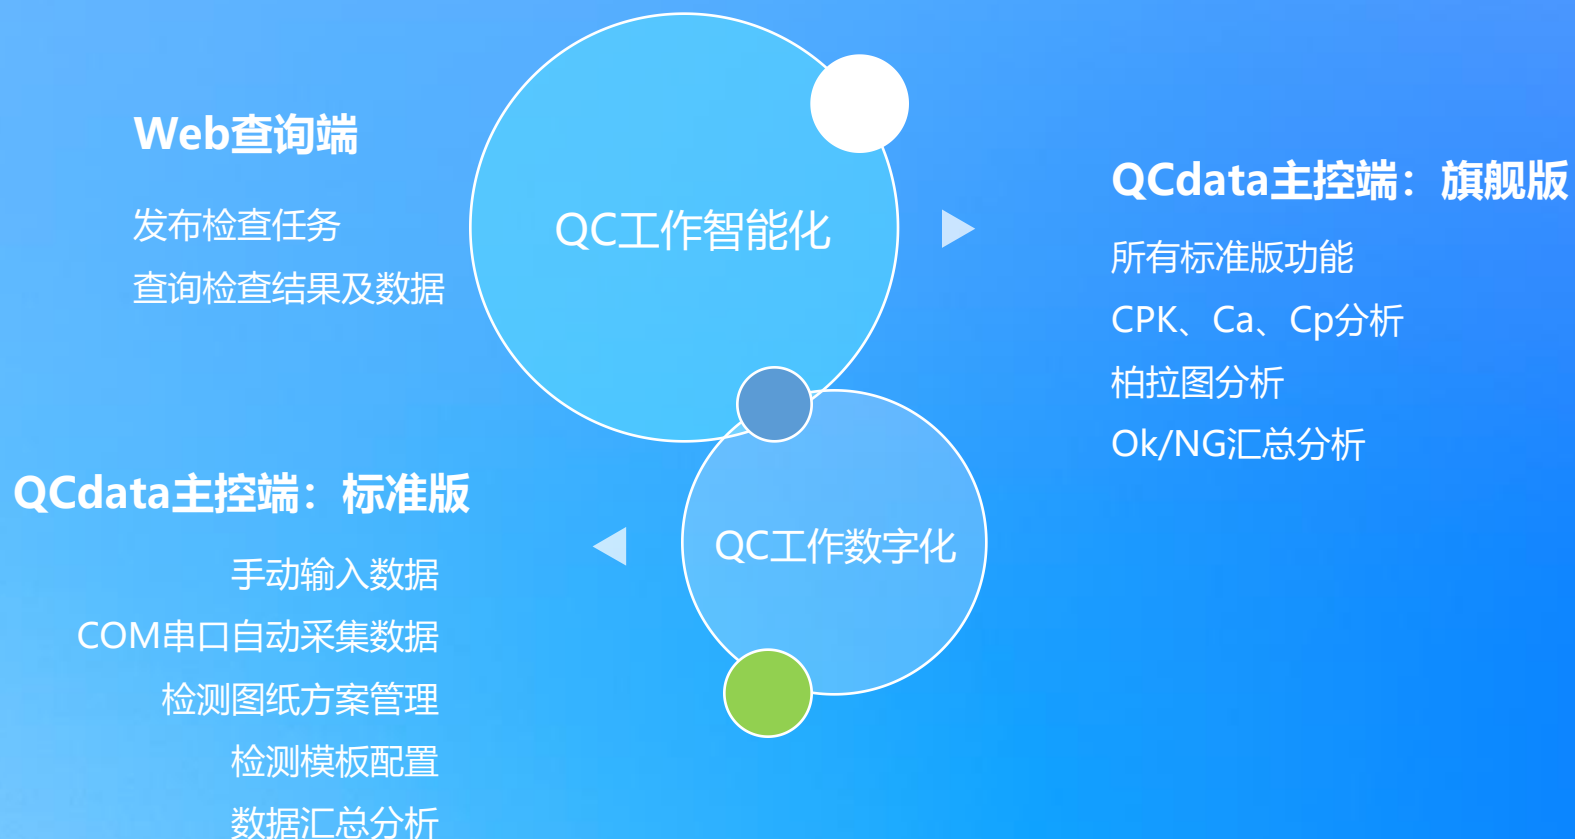 Web查询端
发布检查任务
查询检查结果及数据
QC工作智能化
QCdata主控端：旗舰版
所有标准版功能
CPK、Ca、Cp分析
柏拉图分析
Ok/NG汇总分析
QCdata主控端：标准版
手动输入数据
COM串口自动采集数据
检测图纸方案管理
检测模板配置
数据汇总分析
QC工作数字化